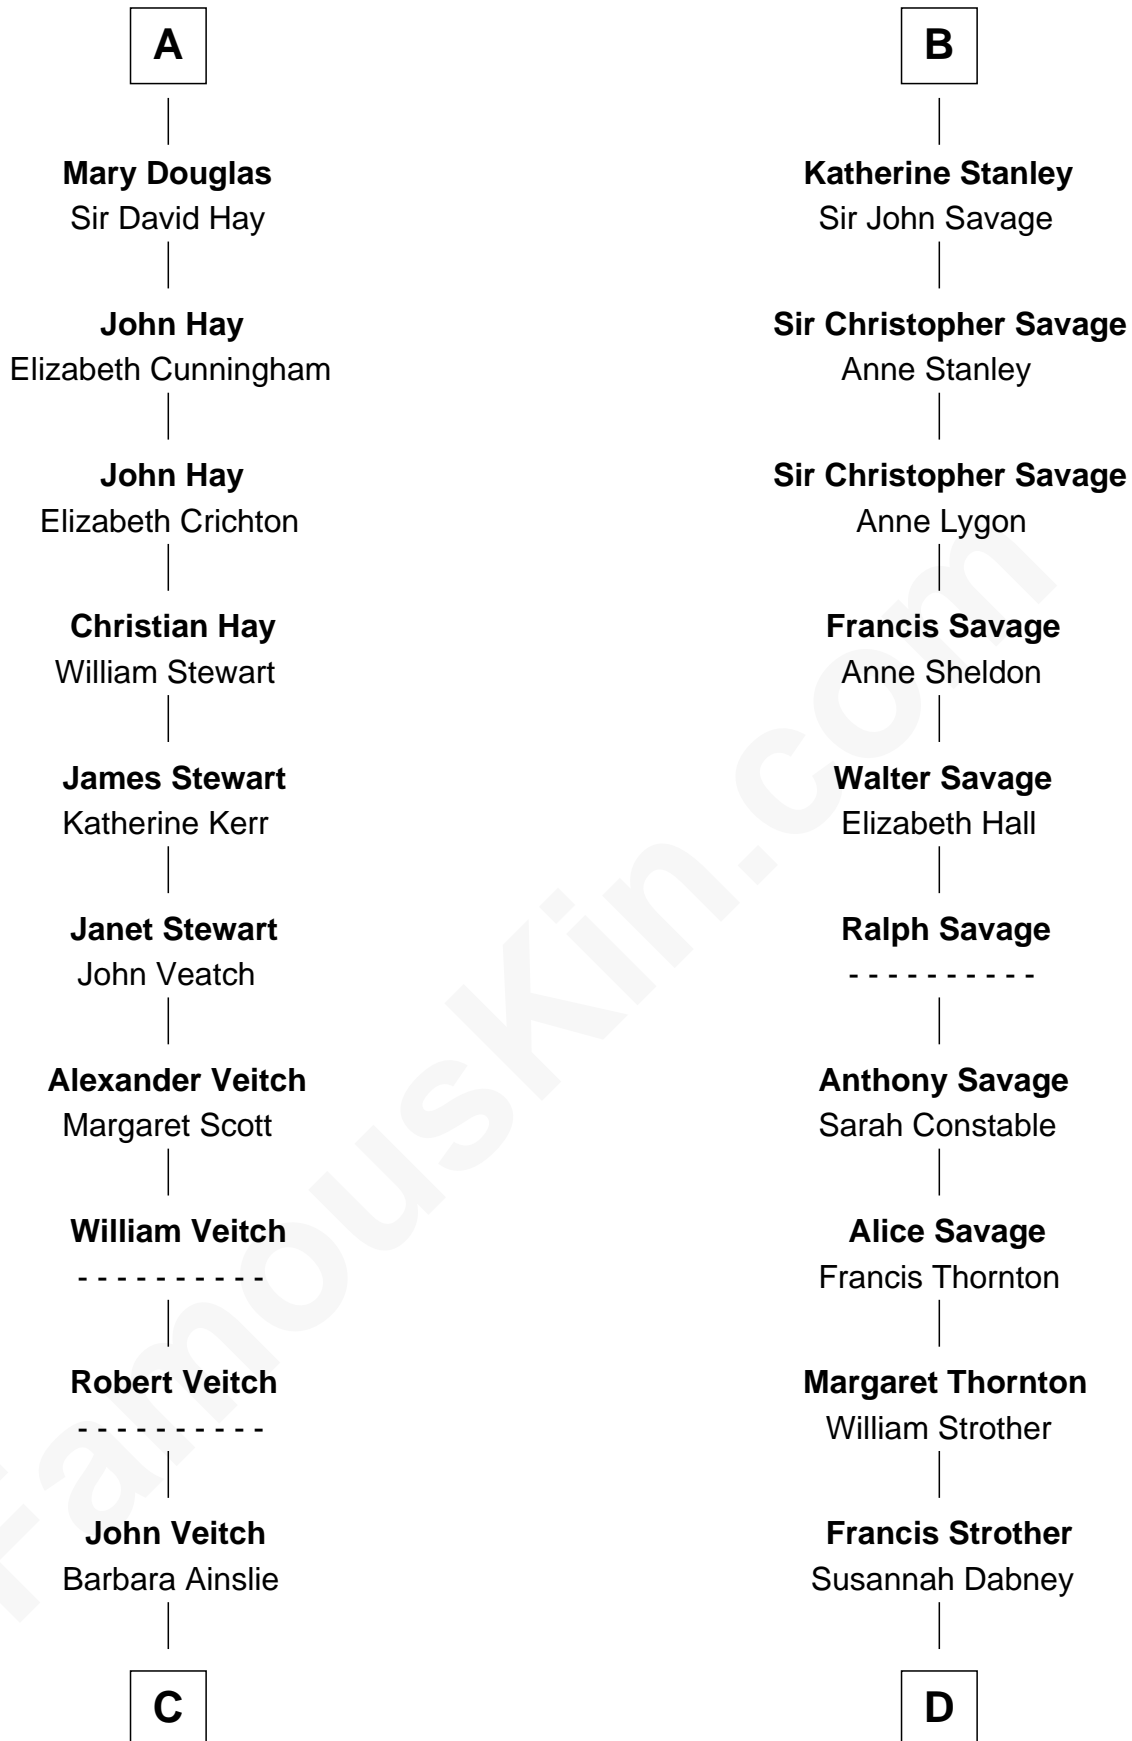 A
Mary Douglas
Sir David Hay
John Hay
Elizabeth Cunningham
John Hay
Elizabeth Crichton
Christian Hay
William Stewart
James Stewart
Katherine Kerr
Janet Stewart
John Veatch
Alexander Veitch
Margaret Scott
William Veitch
- - - - - - - - - -
Robert Veitch
- - - - - - - - - -
John Veitch
Barbara Ainslie
C
B
Katherine Stanley
Sir John Savage
Sir Christopher Savage
Anne Stanley
Sir Christopher Savage
Anne Lygon
Francis Savage
Anne Sheldon
Walter Savage
Elizabeth Hall
Ralph Savage
- - - - - - - - - -
Anthony Savage
Sarah Constable
Alice Savage
Francis Thornton
Margaret Thornton
William Strother
Francis Strother
Susannah Dabney
D
FamousKin.com